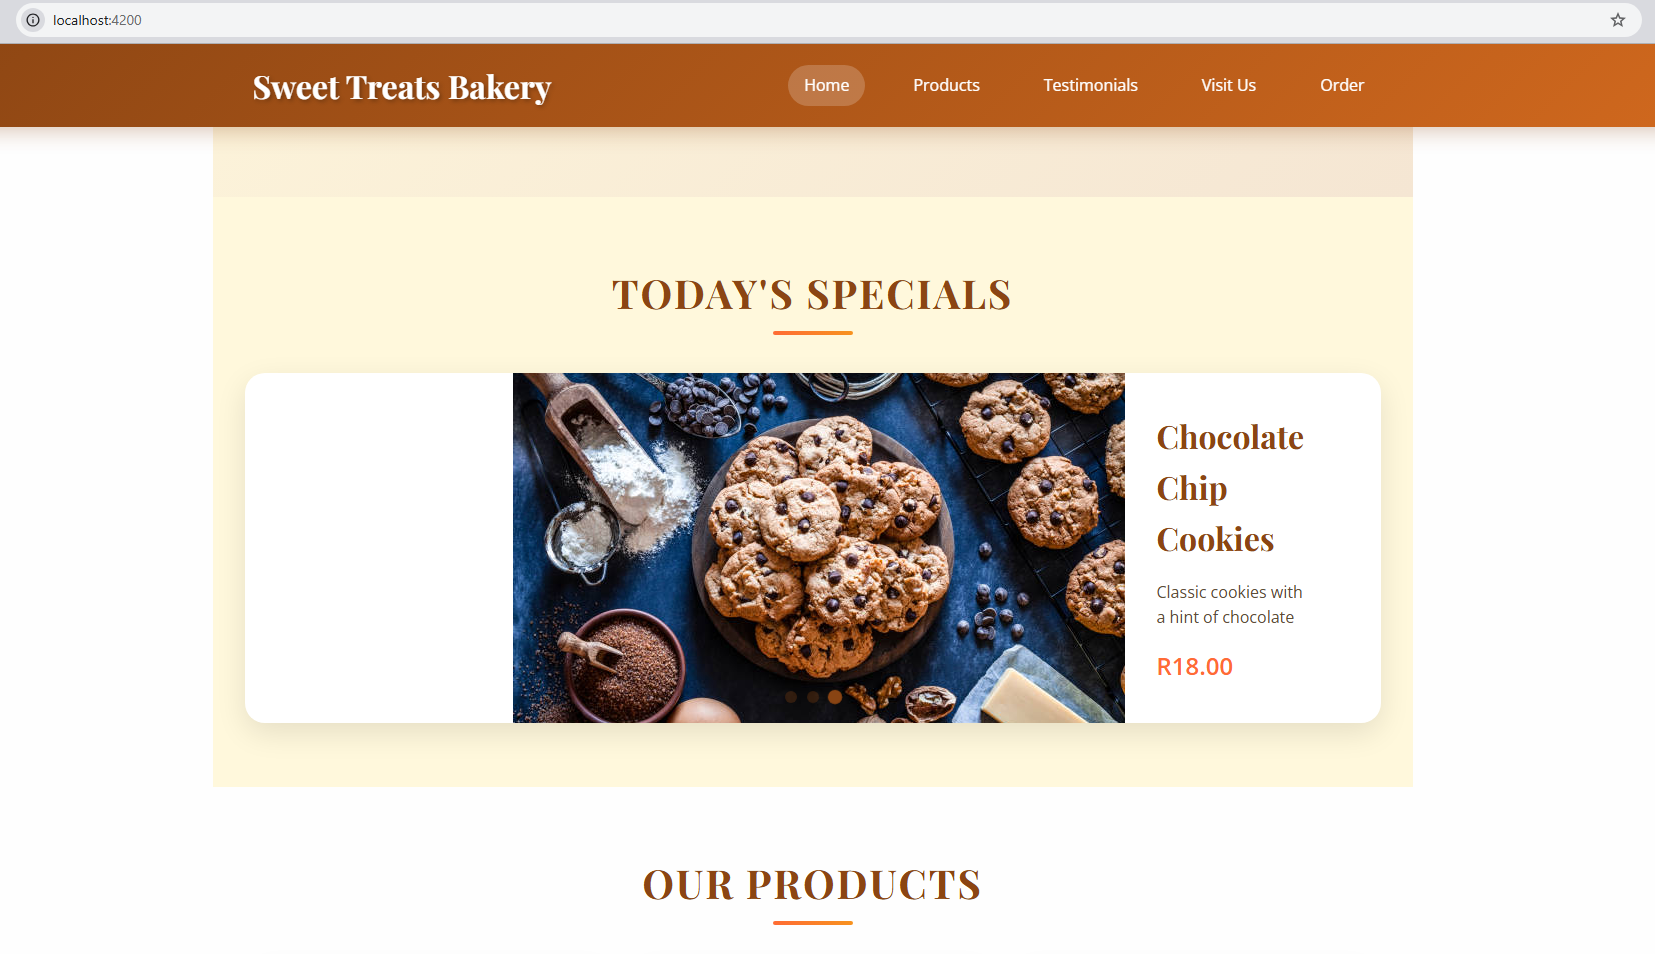 localhost:4200
Sweet Treats Bakery
Home
Products
Testimonials
Visit Us
Order
TODAY'S SPECIALS
Chocolate
Chip
Cookies
Classic cookies with
a hint of chocolate
R18.00
OUR PRODUCTS